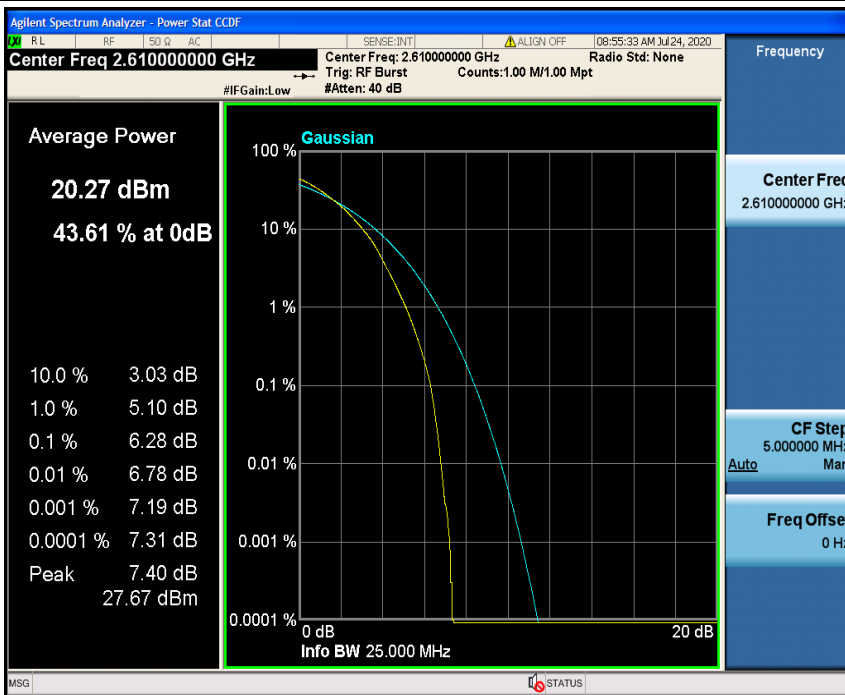 Agilent Spectrum Analyzer - Power Stat CCDF
LXI RL RF 50 Ω AC SENSE:INT ALIGN OFF 08:55:33 AM Jul 24, 2020
Center Freq 2.610000000 GHz
Center Freq: 2.610000000 GHz Radio Std: None
Trig: RF Burst Counts:1.00 M/1.00 Mpt
#IFGain:Low #Atten: 40 dB
Frequency
Average Power
20.27 dBm
43.61 % at 0dB
10.0 % 3.03 dB
1.0 % 5.10 dB
0.1 % 6.28 dB
0.01 % 6.78 dB
0.001 % 7.19 dB
0.0001 % 7.31 dB
Peak 7.40 dB
27.67 dBm
Gaussian
100 %
10 %
1 %
0.1 %
0.01 %
0.001 %
0.0001 %
0 dB 20 dB
Info BW 25.000 MHz
Center Freq
2.610000000 GHz
CF Step
5.000000 MHz
Auto Man
Freq Offse
0 Hz
MSG STATUS